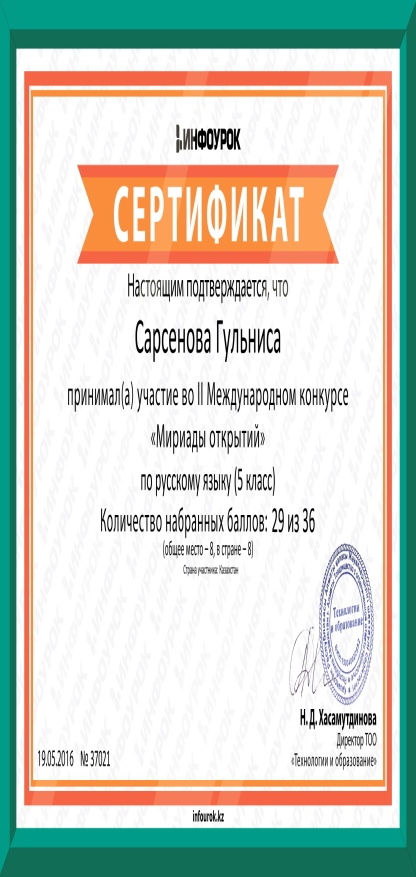 ИНФОУРОК
СЕРТИФИКАТ
Настоящим подтверждается, что
Сарсенова Гульниса
принимал(а) участие во II Международном конкурсе
«Мириады открытий»
по русскому языку (5 класс)
Количество набранных баллов: 29 из 36
(общее место – 8, в стране – 8)
Страна участника: Казахстан
Технологии
и образование
Н. Д. Хасамутдинова
Директор ТОО
«Технологии и образование»
19.05.2016 № 37021
infourok.kz